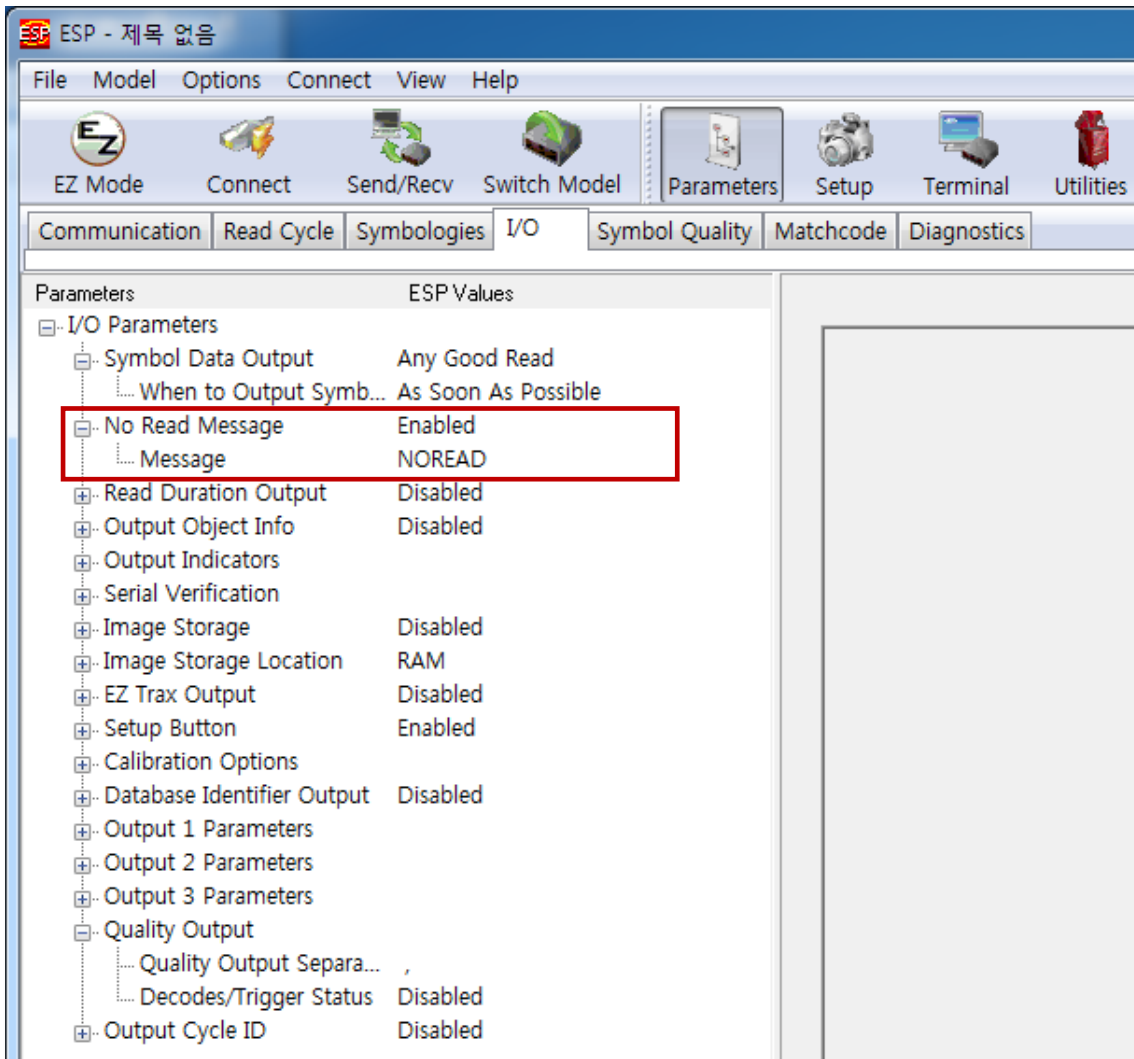 ESP ESP - 제목 없음
File Model Options Connect View Help
EZ
EZ Mode Connect Send/Recv Switch Model Parameters Setup Terminal Utilities
Communication Read Cycle Symbologies I/O Symbol Quality Matchcode Diagnostics
Parameters ESP Values
I/O Parameters
Symbol Data Output Any Good Read
When to Output Symb... As Soon As Possible
No Read Message Enabled
Message NOREAD
Read Duration Output Disabled
Output Object Info Disabled
Output Indicators
Serial Verification
Image Storage Disabled
Image Storage Location RAM
EZ Trax Output Disabled
Setup Button Enabled
Calibration Options
Database Identifier Output Disabled
Output 1 Parameters
Output 2 Parameters
Output 3 Parameters
Quality Output
Quality Output Separa... ,
Decodes/Trigger Status Disabled
Output Cycle ID Disabled